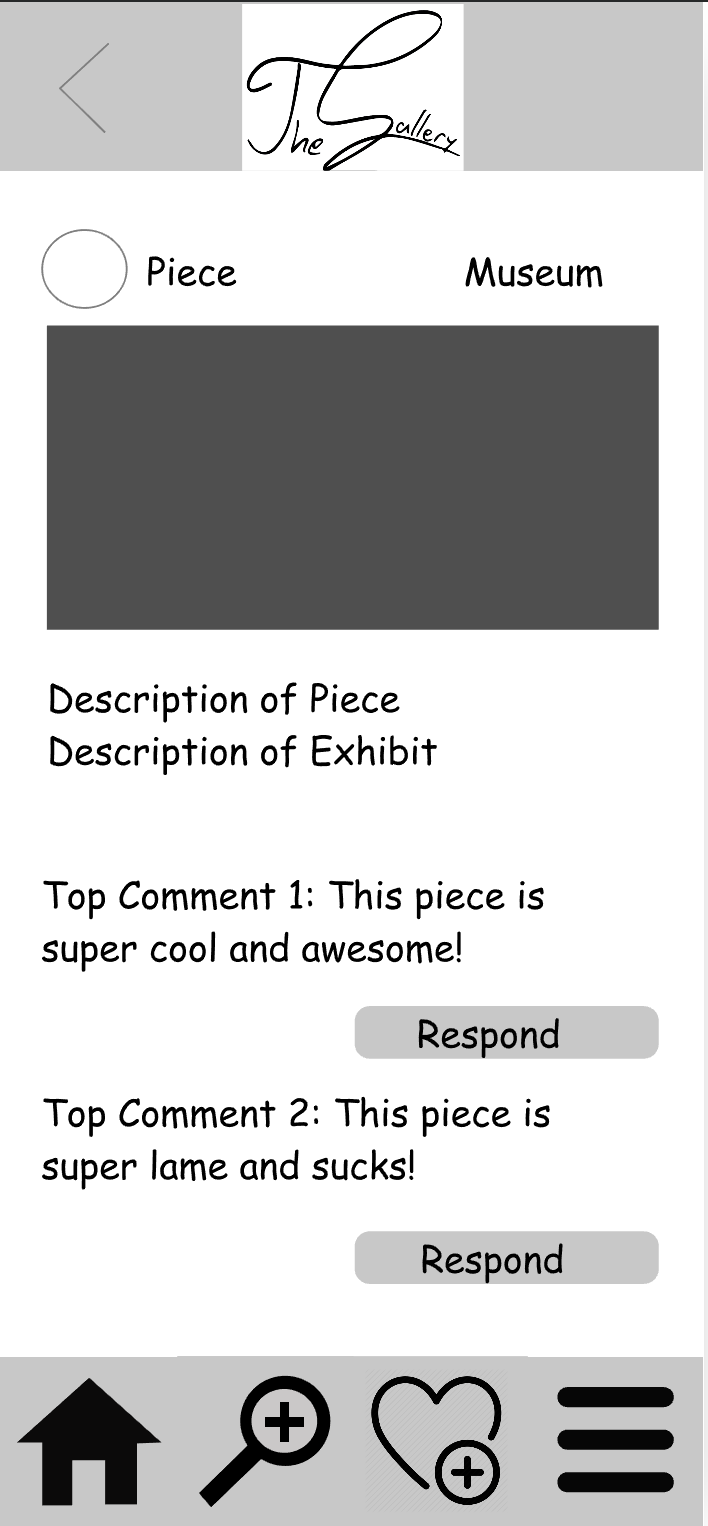 The Gallery
Piece Museum
Description of Piece
Description of Exhibit
Top Comment 1: This piece is
super cool and awesome!
Respond
Top Comment 2: This piece is
super lame and sucks!
Respond